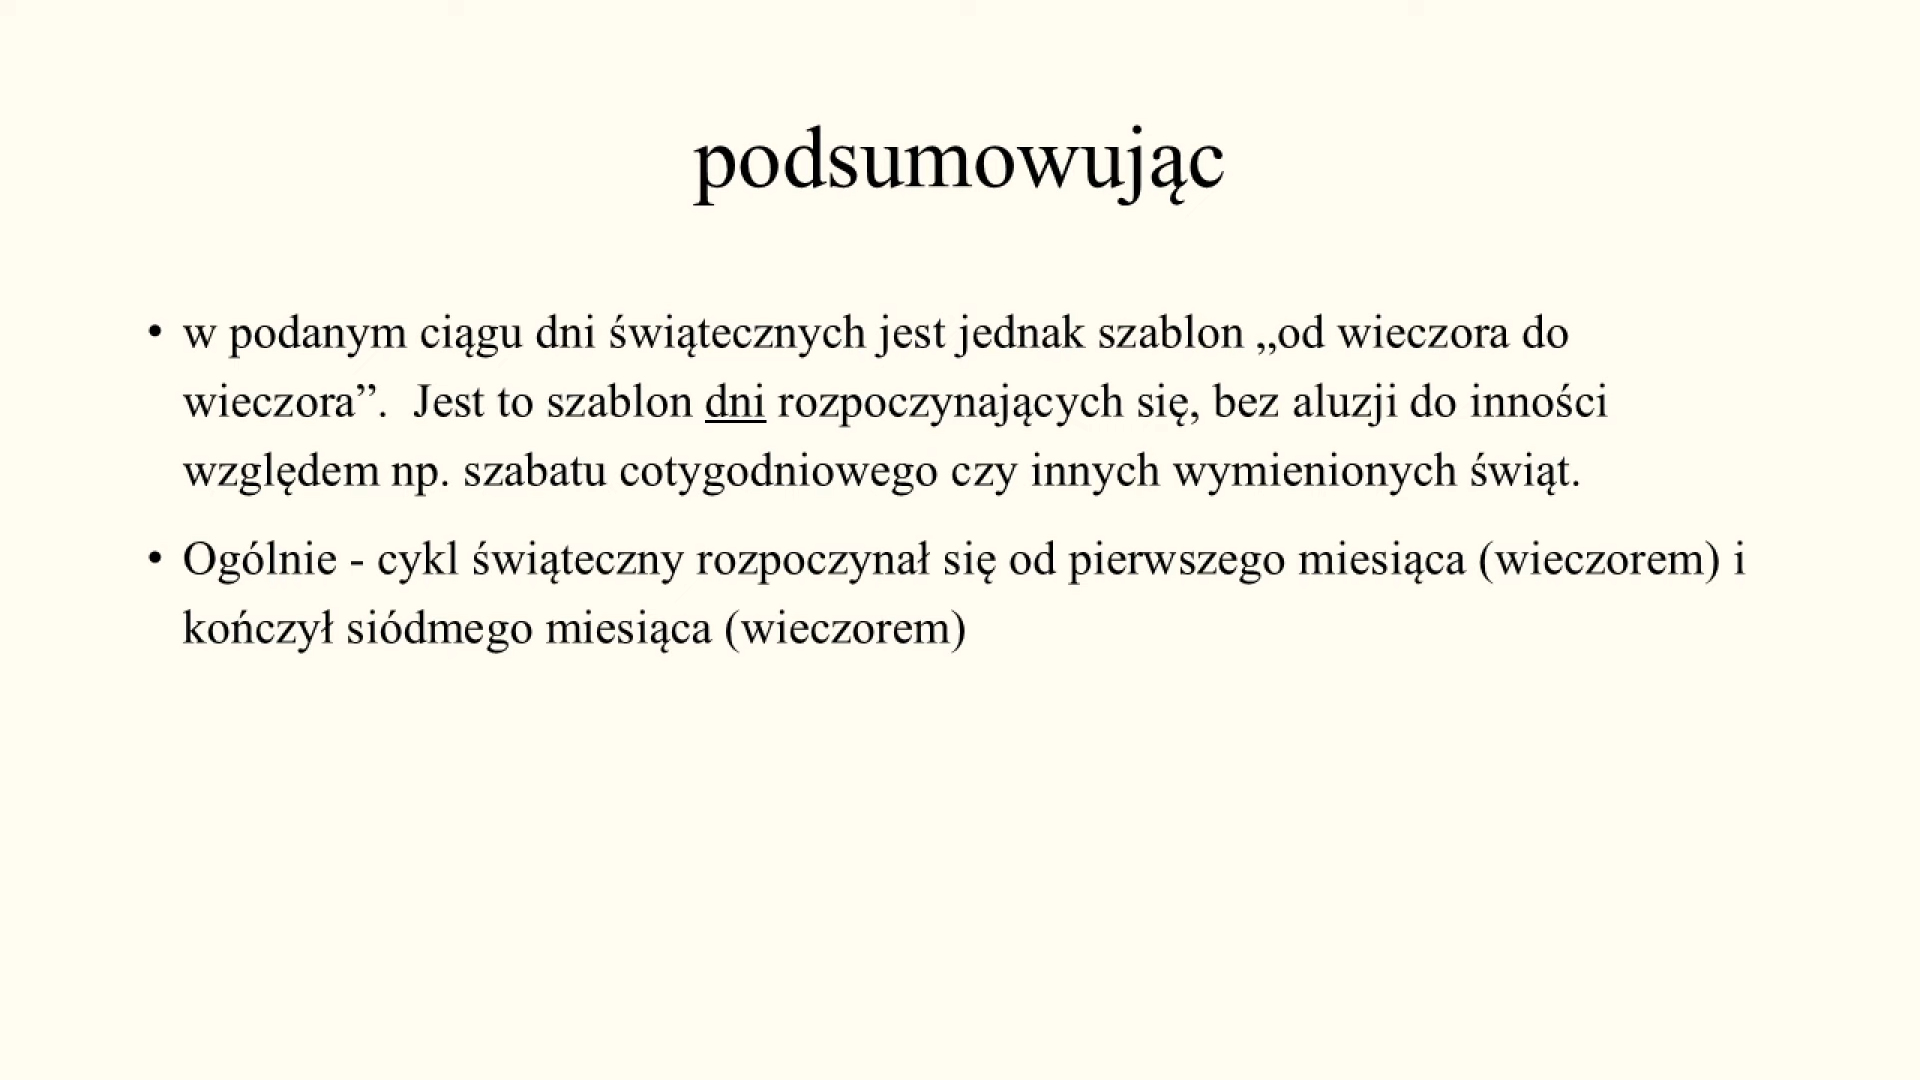 podsumowując
• w podanym ciągu dni świątecznych jest jednak szablon „od wieczora do
wieczora”.  Jest to szablon dni rozpoczynających się, bez aluzji do inności
względem np. szabatu cotygodniowego czy innych wymienionych świąt.
• Ogólnie - cykl świąteczny rozpoczynał się od pierwszego miesiąca (wieczorem) i
kończył siódmego miesiąca (wieczorem)